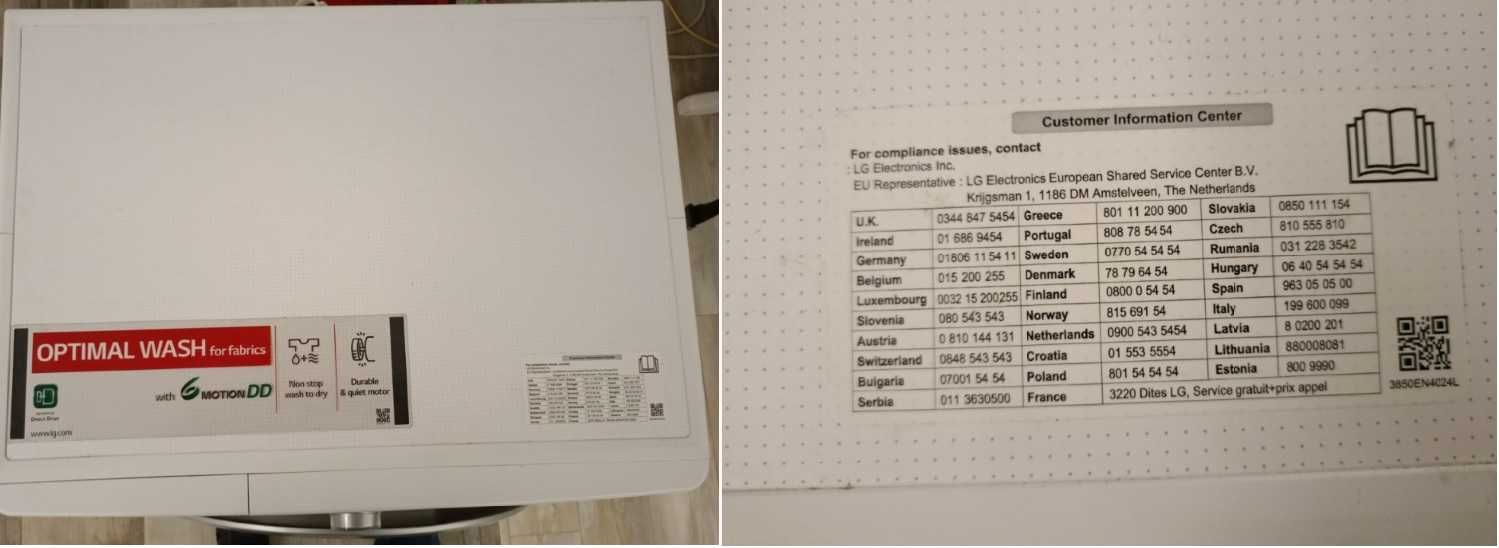 OPTIMAL WASH for fabrics
with 6 MOTION DD
Non stop
wash to dry
Durable
& quiet motor
www.lg.com
Customer Information Center
For compliance issues, contact
: LG Electronics Inc.
EU Representative : LG Electronics European Shared Service Center B.V.
Krijgsman 1, 1186 DM Amstelveen, The Netherlands
U.K. 0344 847 5454 Greece 801 11 200 900 Slovakia 0850 111 154
Ireland 01 686 9454 Portugal 808 78 54 54 Czech 810 555 810
Germany 01806 11 54 11 Sweden 0770 54 54 54 Rumania 031 228 3542
Belgium 015 200 255 Denmark 78 79 64 54 Hungary 06 40 54 54 54
Luxembourg 0032 15 200255 Finland 0800 0 54 54 Spain 963 05 05 00
Slovenia 080 543 543 Norway 815 691 54 Italy 199 600 099
Austria 0 810 144 131 Netherlands 0900 543 5454 Latvia 8 0200 201
Switzerland 0848 543 543 Croatia 01 553 5554 Lithuania 880008081
Bulgaria 07001 54 54 Poland 801 54 54 54 Estonia 800 9990
Serbia 011 3630500 France 3220 Dites LG, Service gratuit+prix appel
3850EN4024L